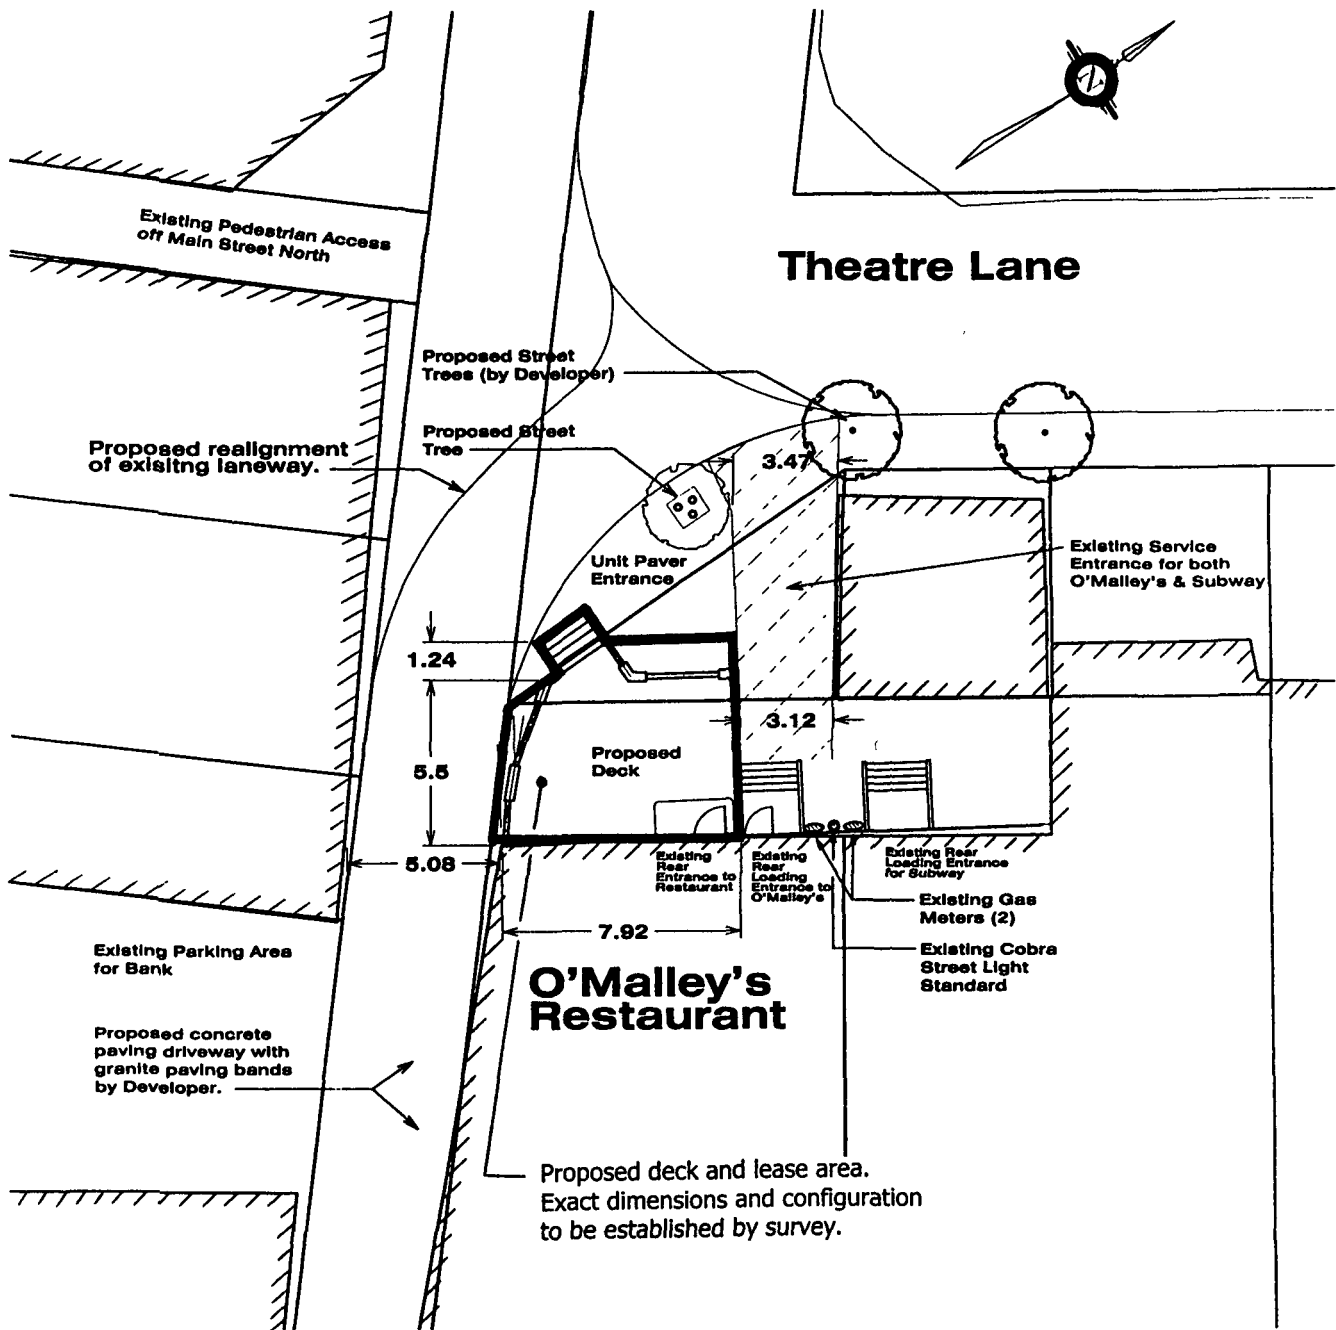 N
Existing Pedestrian Access
off Main Street North
Theatre Lane
Proposed Street
Trees (by Developer)
Proposed Street
Tree
Proposed realignment
of exisitng laneway.
3.47
Unit Paver
Entrance
Existing Service
Entrance for both
O'Malley's & Subway
1.24
3.12
5.5
Proposed
Deck
5.08
Existing
Rear
Entrance to
Restaurant
Existing
Rear
Loading
Entrance to
O'Malley's
Existing Rear
Loading Entrance
for Subway
Existing Gas
Meters (2)
7.92
Existing Cobra
Street Light
Standard
Existing Parking Area
for Bank
O'Malley's
Restaurant
Proposed concrete
paving driveway with
granite paving bands
by Developer.
Proposed deck and lease area.
Exact dimensions and configuration
to be established by survey.